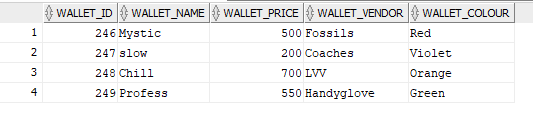 WALLET_ID WALLET_NAME WALLET_PRICE WALLET_VENDOR WALLET_COLOUR
1 246 Mystic 500 Fossils Red
2 247 slow 200 Coaches Violet
3 248 Chill 700 LVV Orange
4 249 Profess 550 Handyglove Green